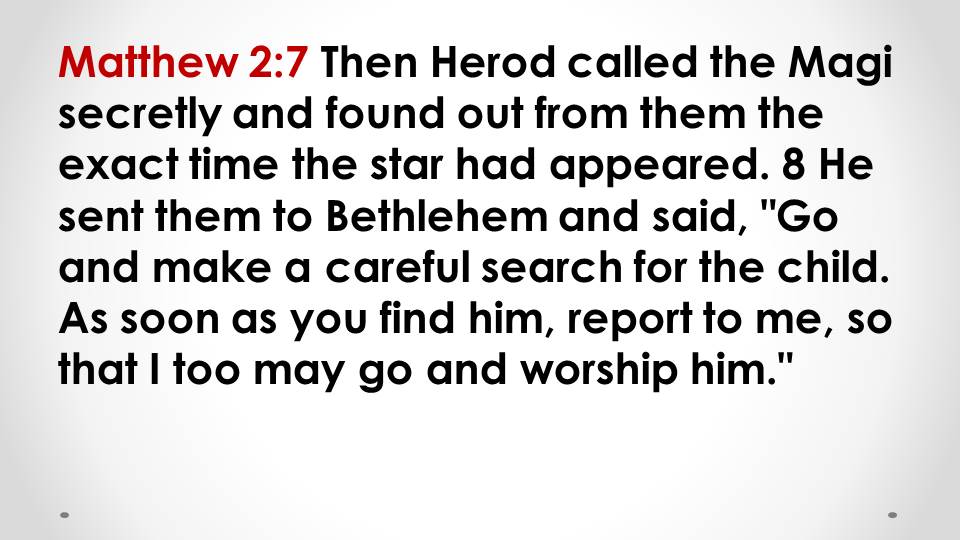 Matthew 2:7 Then Herod called the Magi
secretly and found out from them the
exact time the star had appeared. 8 He
sent them to Bethlehem and said, "Go
and make a careful search for the child.
As soon as you find him, report to me, so
that I too may go and worship him."